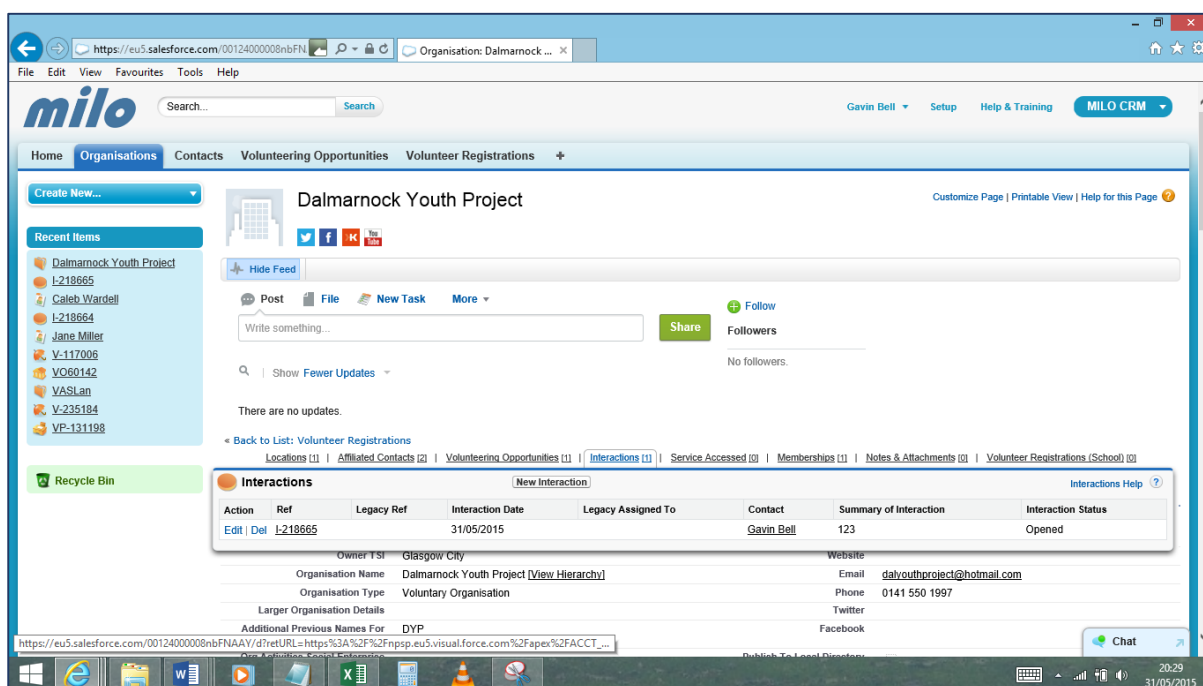 https://eu5.salesforce.com/00124000008nbFN
Organisation: Dalmarnock ...
File Edit View Favourites Tools Help
milo Search... Search Gavin Bell Setup Help & Training MILO CRM
Home Organisations Contacts Volunteering Opportunities Volunteer Registrations +
Create New...
Dalmarnock Youth Project
Customize Page | Printable View | Help for this Page
You Tube
Recent Items
Dalmarnock Youth Project
I-218665
Caleb Wardell
I-218664
Jane Miller
V-117006
VO60142
VASLan
V-235184
VP-131198
Recycle Bin
Hide Feed
Post File New Task More
Write something... Share
Follow
Followers
No followers.
Show Fewer Updates
There are no updates.
« Back to List: Volunteer Registrations
Locations [1] | Affiliated Contacts [2] | Volunteering Opportunities [1] | Interactions [1] | Service Accessed [0] | Memberships [1] | Notes & Attachments [0] | Volunteer Registrations (School) [0]
Interactions New Interaction Interactions Help ?
Action Ref Legacy Ref Interaction Date Legacy Assigned To Contact Summary of Interaction Interaction Status
Edit | Del I-218665 31/05/2015 Gavin Bell 123 Opened
Owner TSI Glasgow City Website
Organisation Name Dalmarnock Youth Project [View Hierarchy] Email dalyouthproject@hotmail.com
Organisation Type Voluntary Organisation Phone 0141 550 1997
Larger Organisation Details Twitter
Additional Previous Names For DYP Facebook
https://eu5.salesforce.com/00124000008nbFNAAY/d?retURL=https%3A%2F%2Fnpsp.eu5.visual.force.com%2Fapex%2FACCT_...
Publish To Local Directory
Chat
20:29
31/05/2015